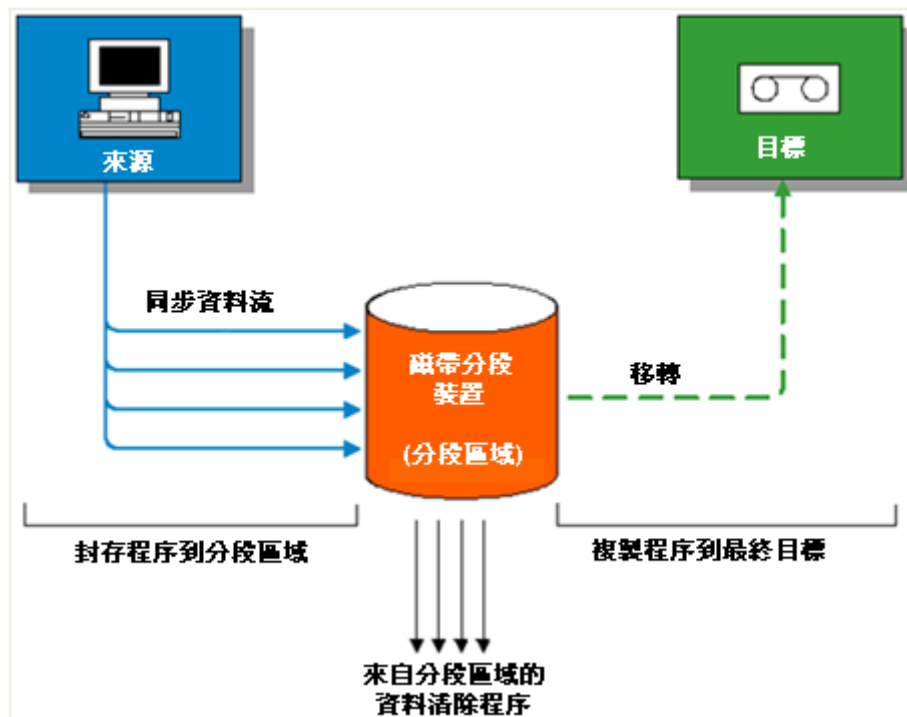 來源
目標
同步資料流
磁帶分段
裝置
(分段區域)
移轉
封存程序到分段區域
複製程序到最終目標
來自分段區域的
資料清除程序